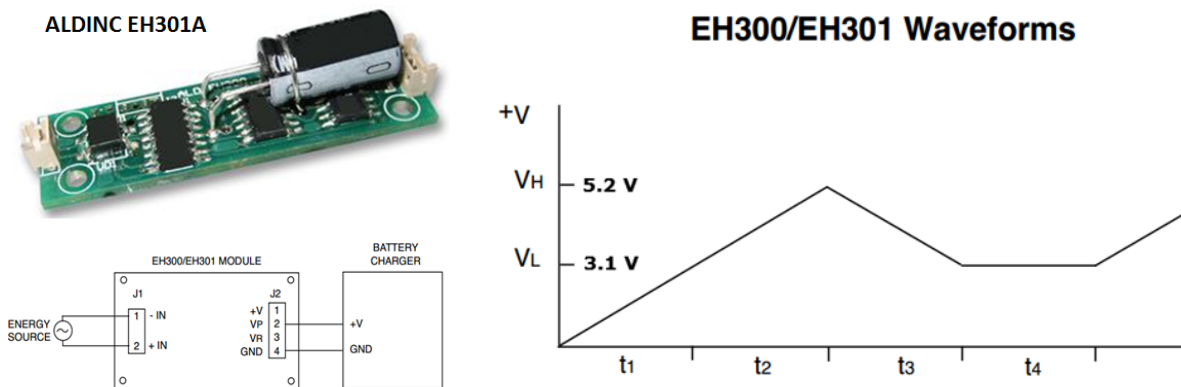 ALDINC EH301A
EH300/EH301 Waveforms
+V
VH 5.2 V
VL 3.1 V
t1 t2 t3 t4
EH300/EH301 MODULE
BATTERY
CHARGER
J1
J2
1 - IN
2 + IN
ENERGY
SOURCE
+V 1
VP 2
VR 3
GND 4
+V
GND